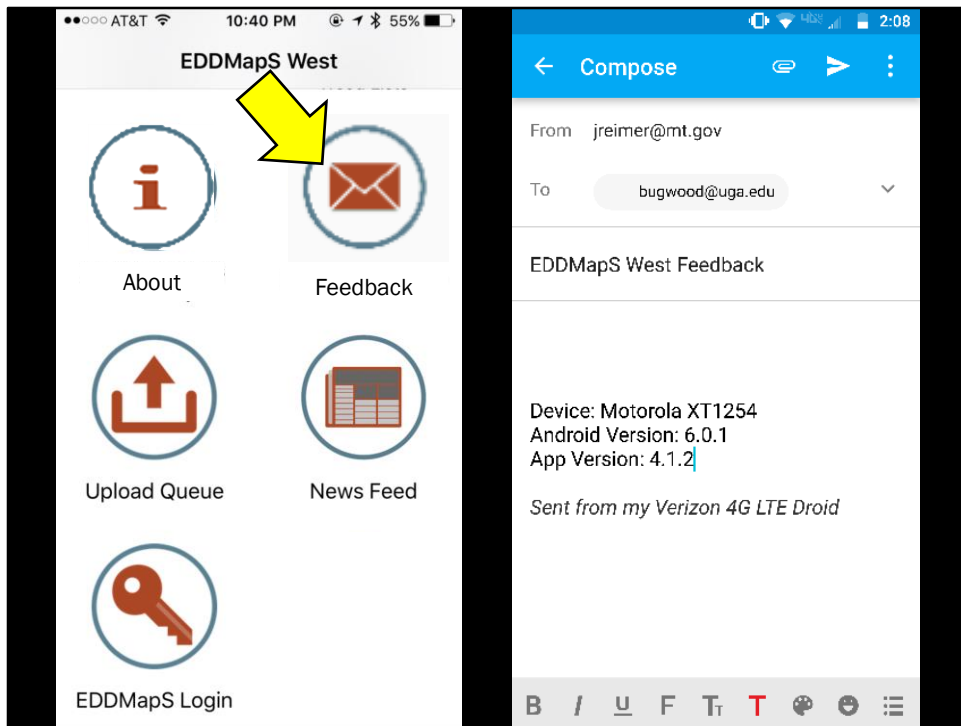 AT&T 10:40 PM 55%
EDDMapS West
About
Feedback
Upload Queue
News Feed
EDDMapS Login
2:08
Compose
From jreimer@mt.gov
To bugwood@uga.edu
EDDMapS West Feedback
Device: Motorola XT1254
Android Version: 6.0.1
App Version: 4.1.2
Sent from my Verizon 4G LTE Droid
B I U F TT T